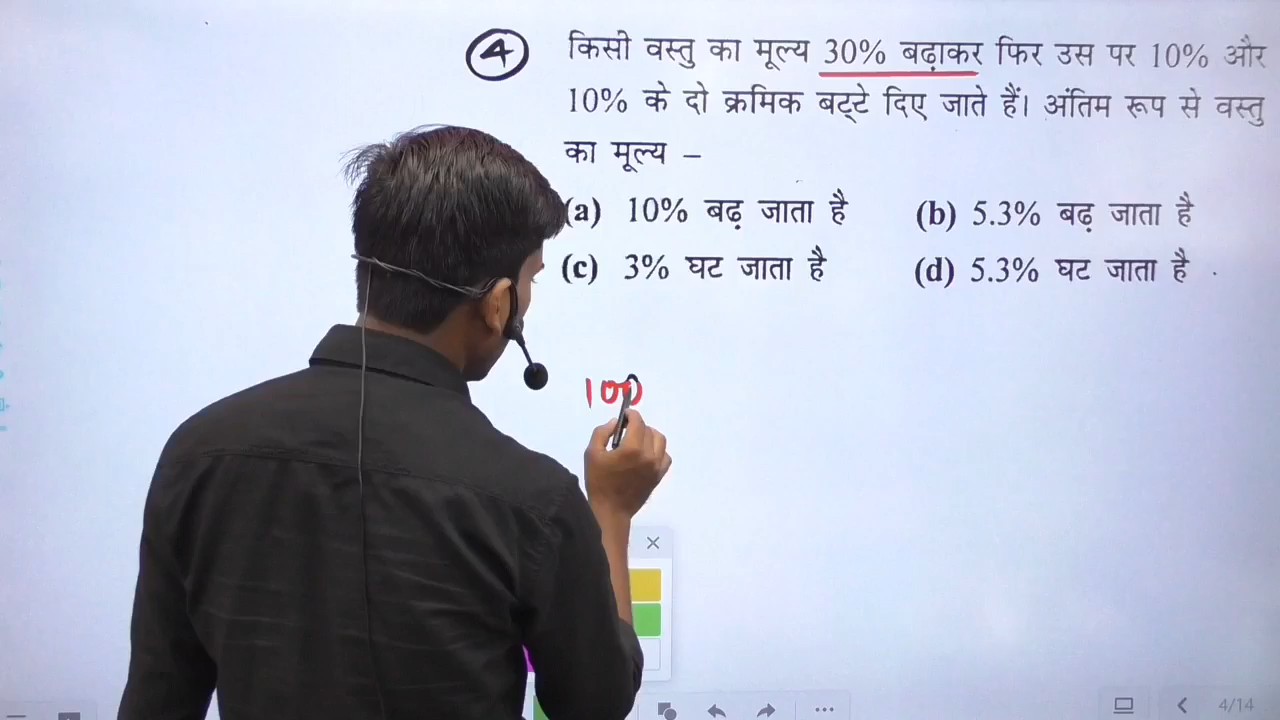 4 किसी वस्तु का मूल्य 30% बढ़ाकर फिर उस पर 10% और
10% के दो क्रमिक बट्टे दिए जाते हैं। अंतिम रूप से वस्तु
का मूल्य –
(a) 10% बढ़ जाता है (b) 5.3% बढ़ जाता है
(c) 3% घट जाता है (d) 5.3% घट जाता है
100
4/14